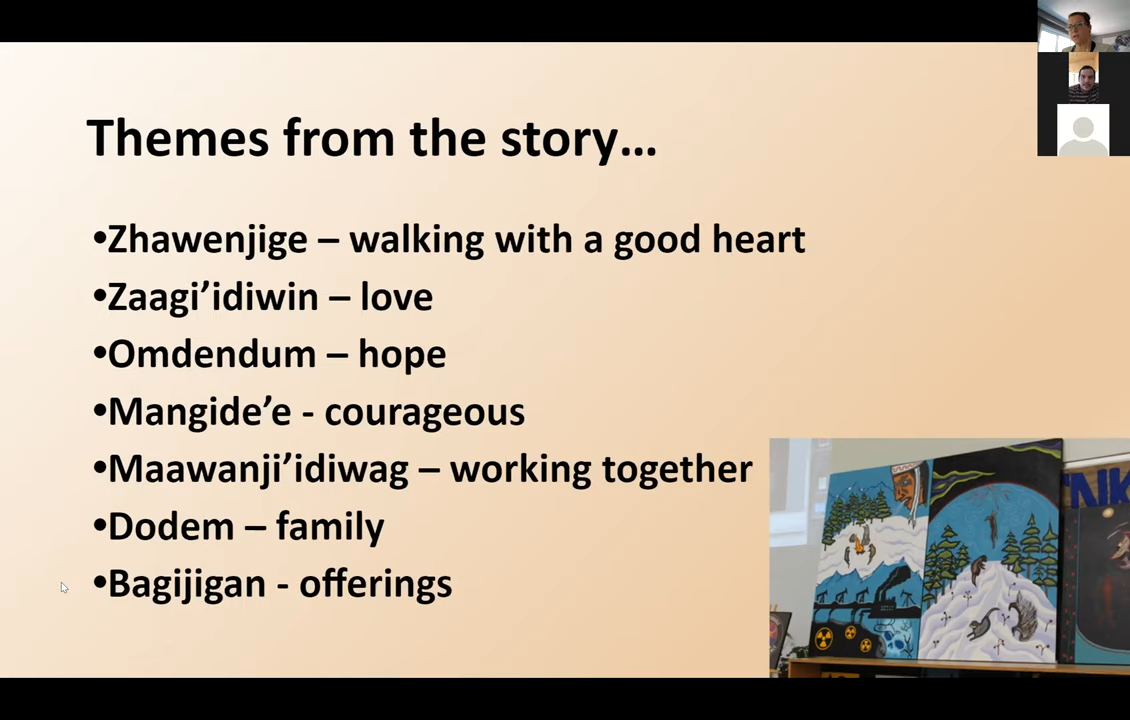 Themes from the story...
•Zhawenjige – walking with a good heart
•Zaagi’idiwin – love
•Omdendum – hope
•Mangide’e - courageous
•Maawanji’idiwag – working together
•Dodem – family
•Bagijigan - offerings